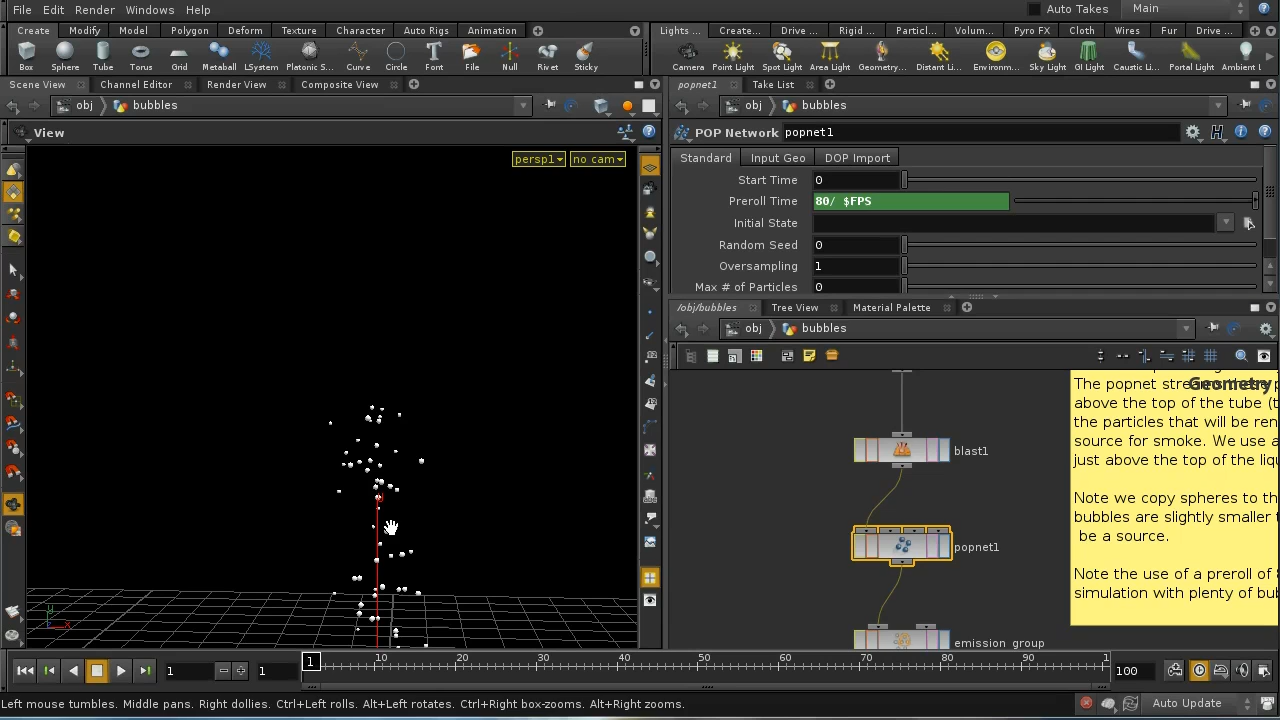 File Edit Render Windows Help Auto Takes Main
Create Modify Model Polygon Deform Texture Character Auto Rigs Animation
Lights ... Create... Drive ... Rigid ... Particl... Volum... Pyro FX Cloth Wires Fur Drive ...
Box Sphere Tube Torus Grid Metaball LSystem Platonic S... Curve Circle Font File Null Rivet Sticky
Camera Point Light Spot Light Area Light Geometry... Distant Li... Environm... Sky Light GI Light Caustic Li... Portal Light Ambient l
Scene View Channel Editor Render View Composite View
popnet1 Take List
obj bubbles
obj bubbles
View
POP Network popnet1
persp1 no cam
Standard Input Geo DOP Import
Start Time 0
Preroll Time 80/ $FPS
Initial State
Random Seed 0
Oversampling 1
Max # of Particles 0
/obj/bubbles Tree View Material Palette
obj bubbles
Geometry
above the top of the tube (t
the particles that will be ren
source for smoke. We use a
just above the top of the liqu
Note we copy spheres to th
bubbles are slightly smaller t
be a source.
Note the use of a preroll of 8
simulation with plenty of bub
blast1
popnet1
emission_group
y x
1 1 1 10 20 30 40 50 60 70 80 90 1 100
Left mouse tumbles. Middle pans. Right dollies. Ctrl+Left rolls. Alt+Left rotates. Ctrl+Right box-zooms. Alt+Right zooms.
Auto Update